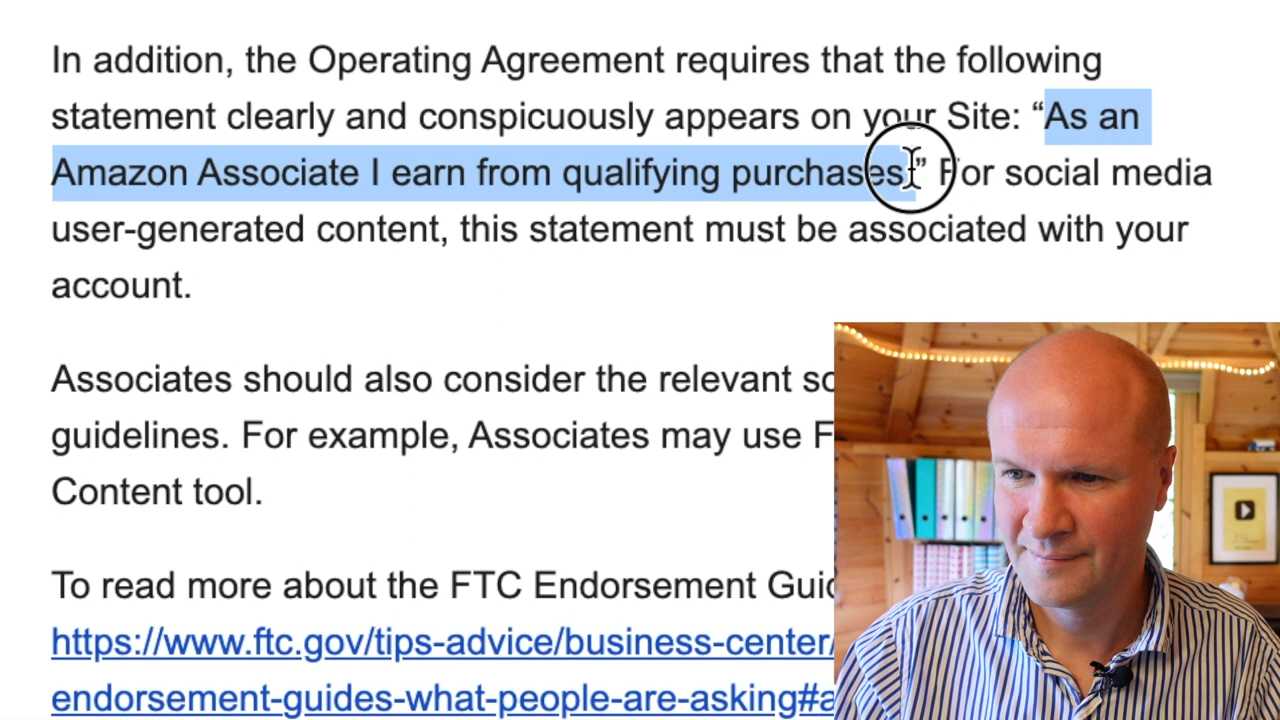 In addition, the Operating Agreement requires that the following
statement clearly and conspicuously appears on your Site: “As an
Amazon Associate I earn from qualifying purchases.” For social media
user-generated content, this statement must be associated with your
account.
Associates should also consider the relevant
guidelines. For example, Associates may use
Content tool.
To read more about the FTC Endorsement
https://www.ftc.gov/tips-advice/business-center/
endorsement-guides-what-people-are-asking#